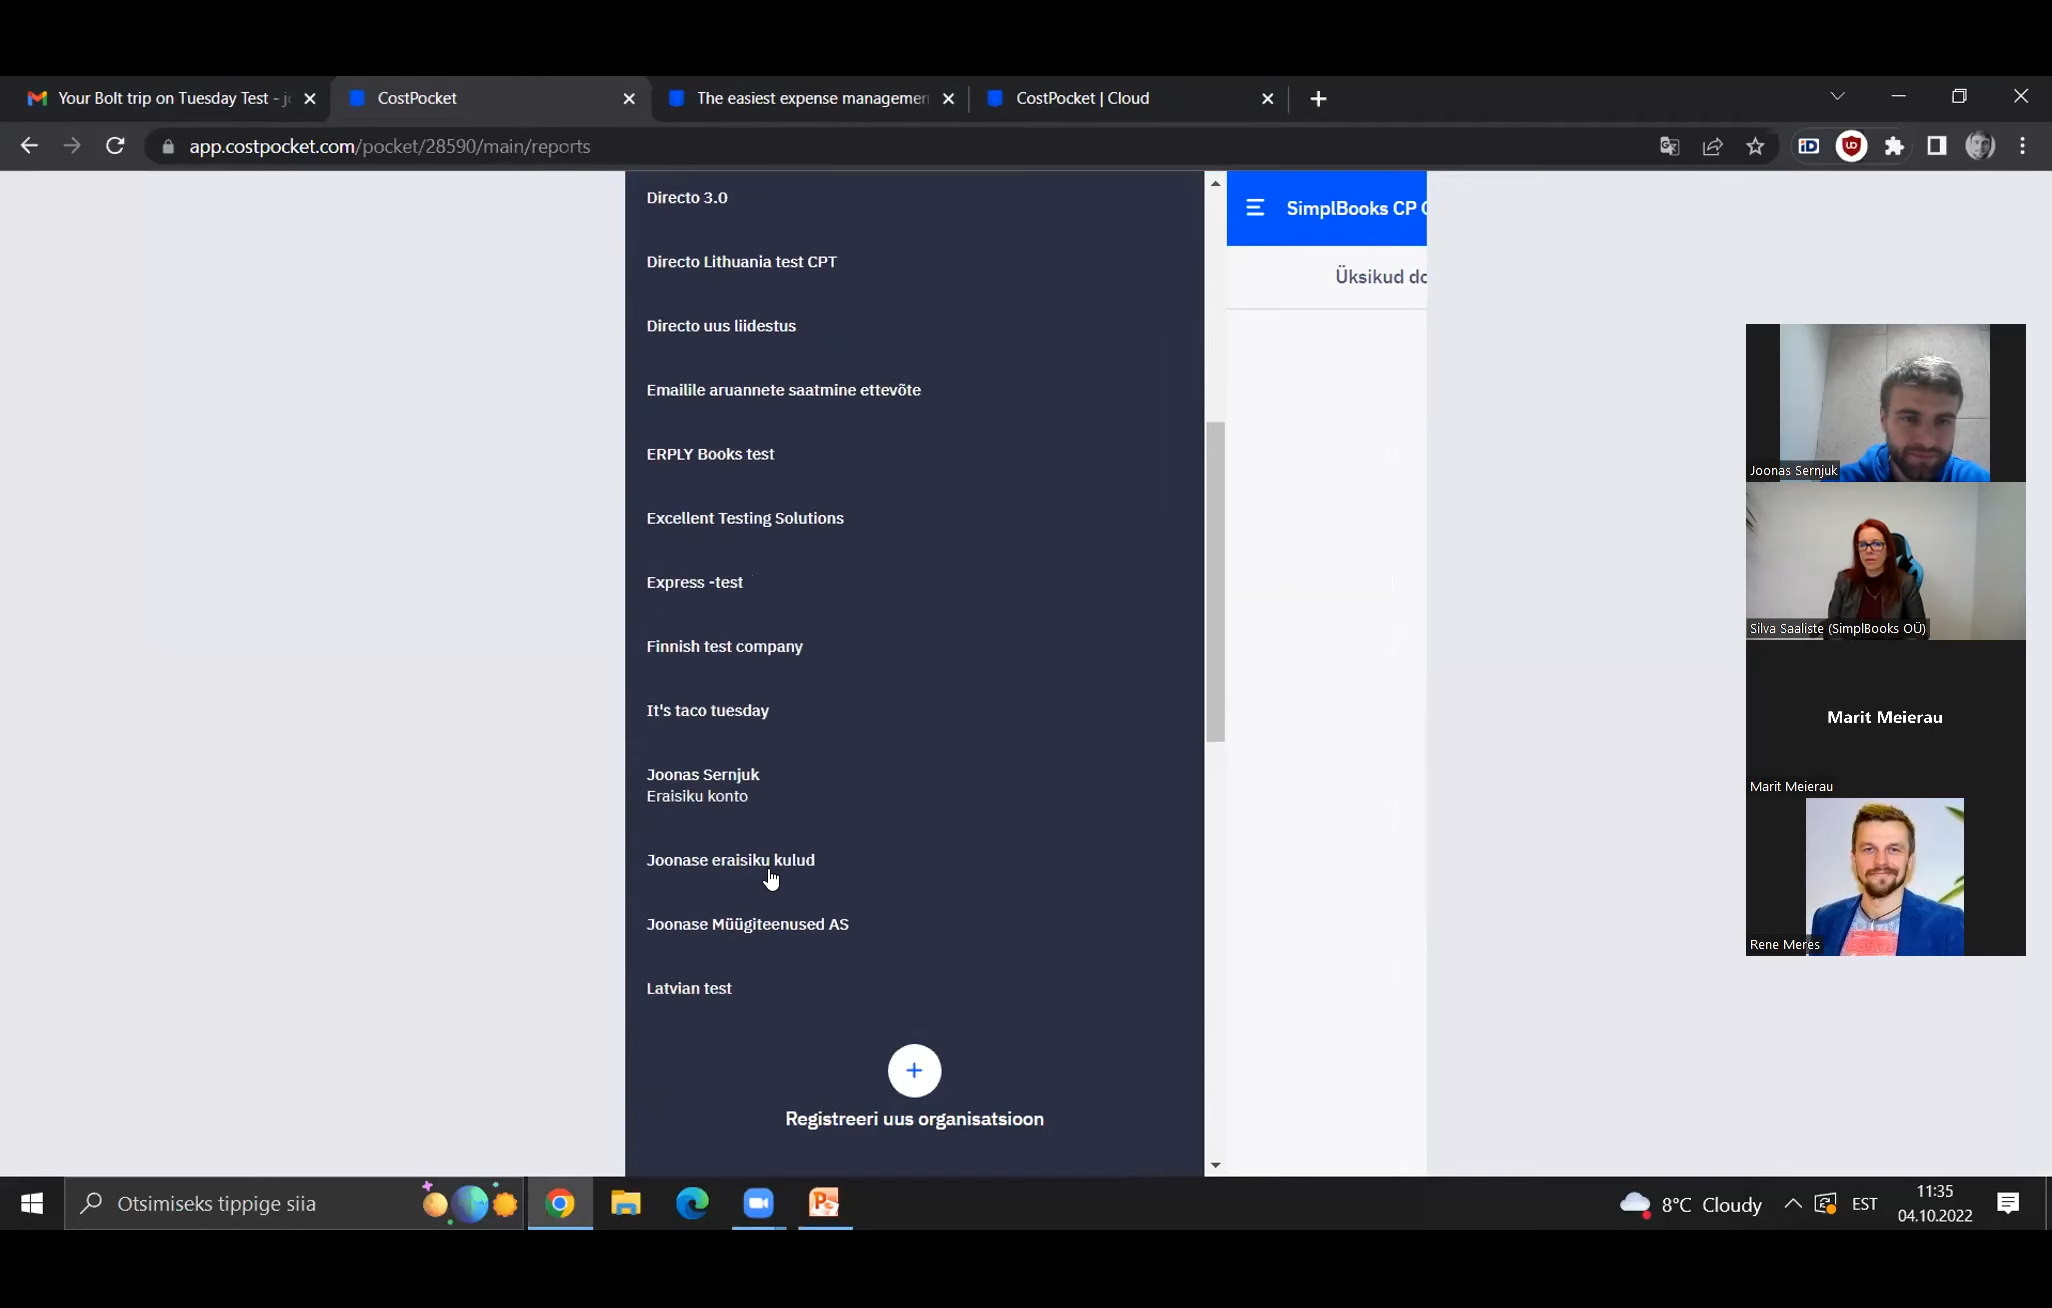 Your Bolt trip on Tuesday Test - j
CostPocket
The easiest expense managemen
CostPocket | Cloud
app.costpocket.com/pocket/28590/main/reports
Directo 3.0
Directo Lithuania test CPT
Directo uus liidestus
Emailile aruannete saatmine ettevõte
ERPLY Books test
Excellent Testing Solutions
Express -test
Finnish test company
It's taco tuesday
Joonas Sernjuk
Eraisiku konto
Joonase eraisiku kulud
Joonase Müügiteenused AS
Latvian test
Registreeri uus organisatsioon
SimplBooks CP
Üksikud do
Joonas Sernjuk
Silva Saaliste (SimplBooks OÜ)
Marit Meierau
Marit Meierau
Rene Meres
Otsimiseks tippige siia
8°C Cloudy
EST
11:35
04.10.2022